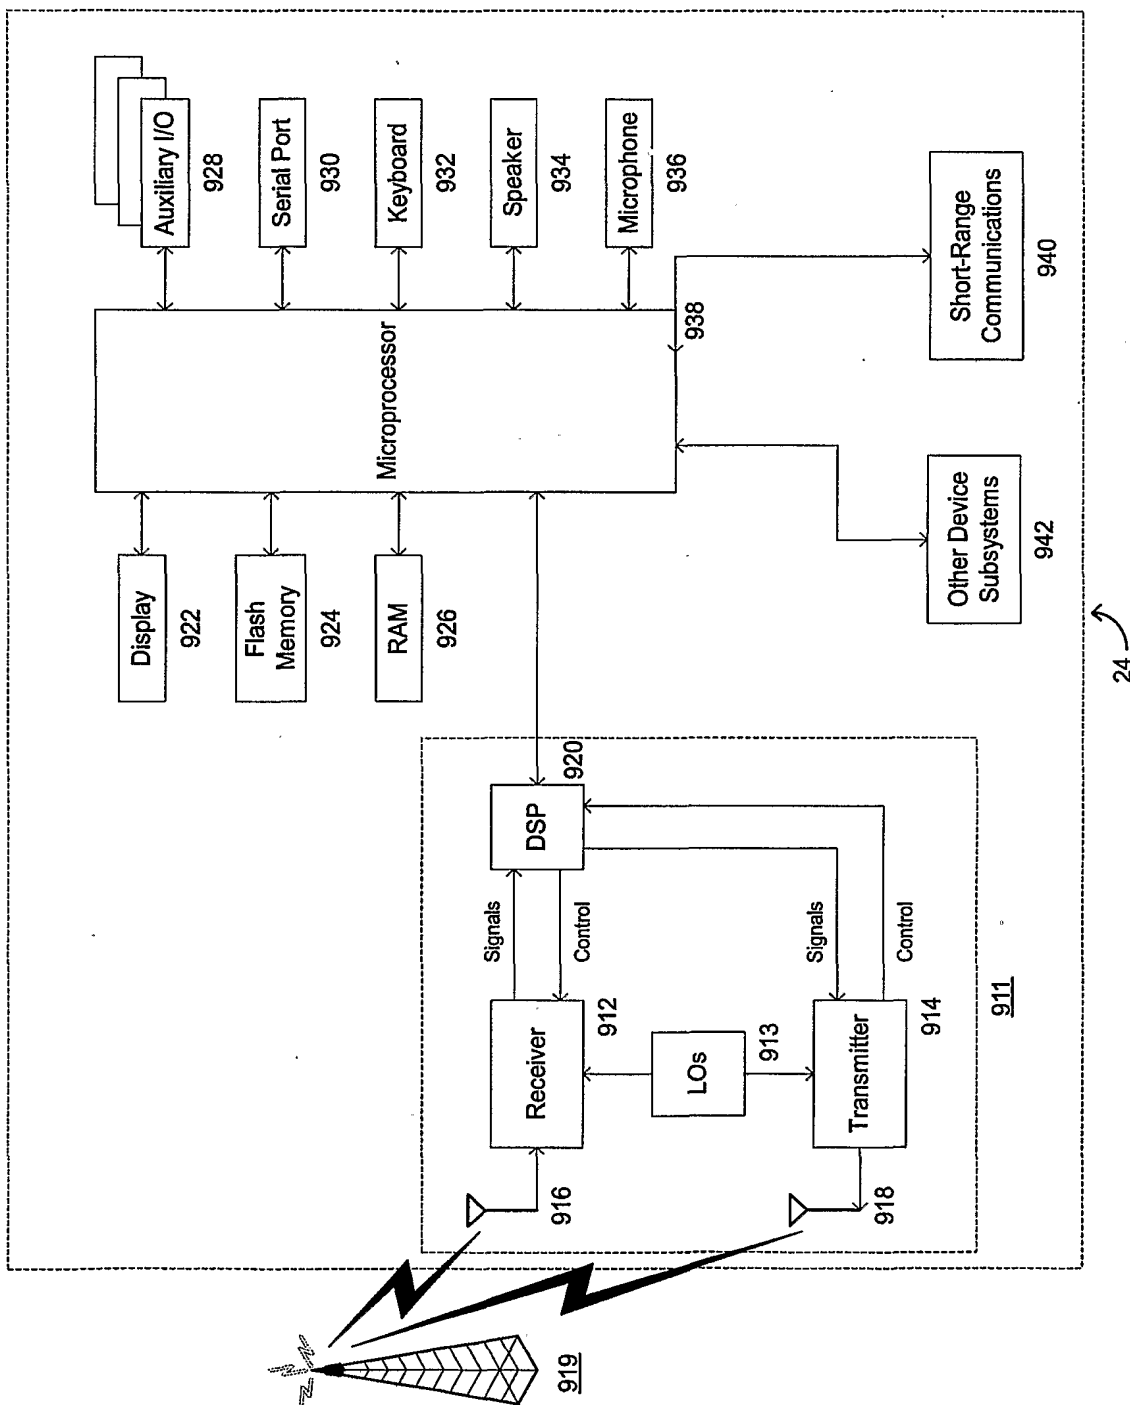 Auxiliary I/O
928
Serial Port
930
Keyboard
932
Speaker
934
Microphone
936
Microprocessor
938
Short-Range
Communications
940
Other Device
Subsystems
942
Display
922
Flash
Memory
924
RAM
926
DSP
920
Signals
Control
Signals
Control
Receiver
912
LOs
913
Transmitter
914
916
918
911
919
24